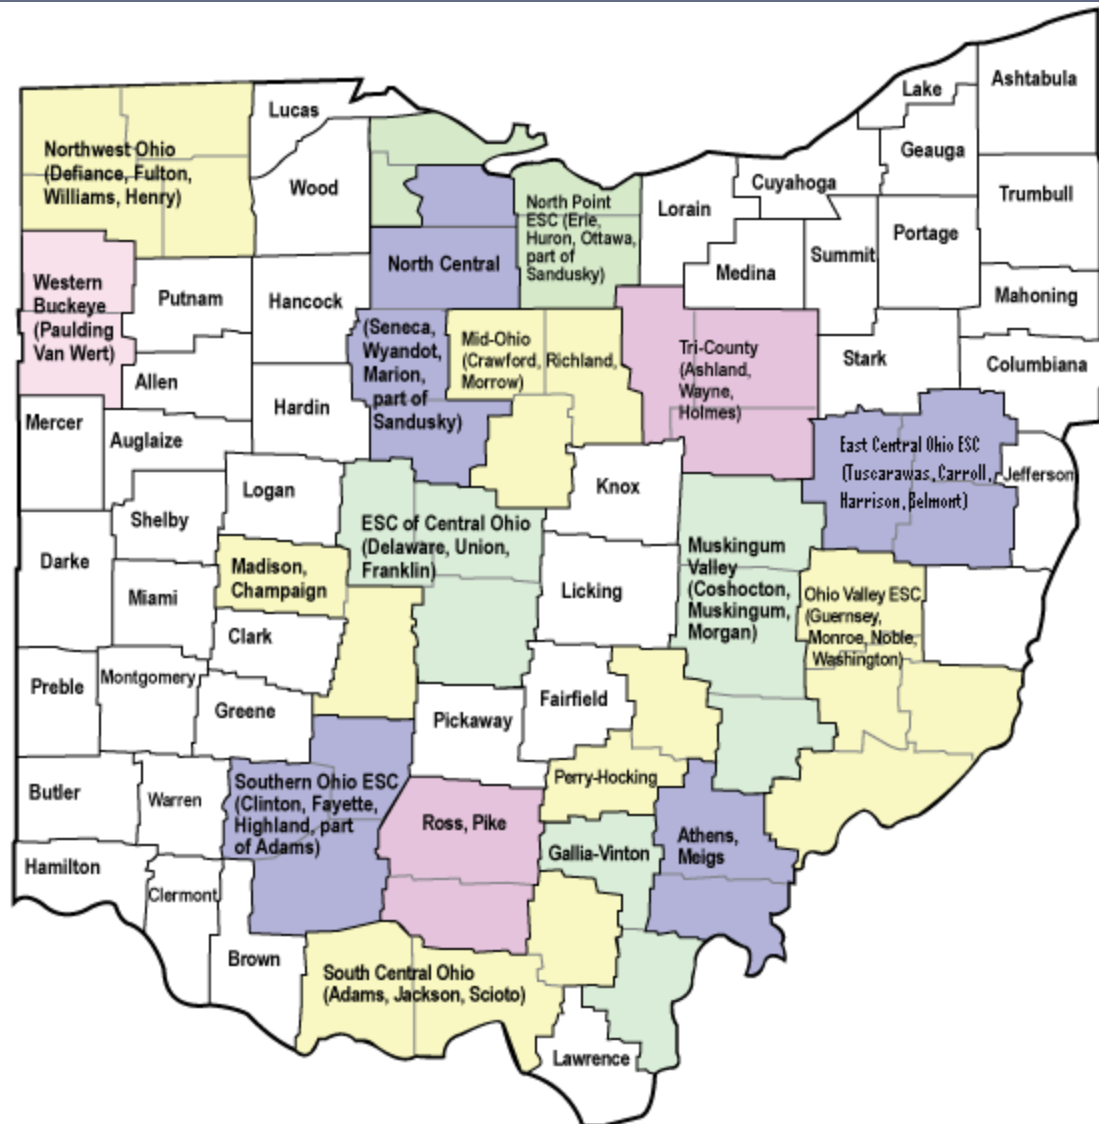 Ashtabula
Lake
Lucas
Geauga
Northwest Ohio
(Defiance, Fulton,
Williams, Henry)
Wood
Cuyahoga
Trumbull
North Point
ESC (Erie,
Huron, Ottawa,
part of
Sandusky)
Lorain
Portage
Summit
North Central
Medina
Western
Buckeye
(Paulding
Van Wert)
Putnam
Hancock
Mahoning
(Seneca,
Wyandot,
Marion,
part of
Sandusky)
Mid-Ohio
(Crawford, Richland,
Morrow)
Tri-County
(Ashland,
Wayne,
Holmes)
Stark
Columbiana
Allen
Hardin
Mercer
Auglaize
East Central Ohio ESC
(Tuscarawas, Carroll,
Harrison, Belmont)
Jefferson
Logan
Knox
Shelby
ESC of Central Ohio
(Delaware, Union,
Franklin)
Muskingum
Valley
(Coshocton,
Muskingum,
Morgan)
Darke
Madison,
Champaign
Miami
Licking
Ohio Valley ESC
(Guernsey,
Monroe, Noble,
Washington)
Clark
Preble
Montgomery
Greene
Fairfield
Pickaway
Perry-Hocking
Butler
Warren
Southern Ohio ESC
(Clinton, Fayette,
Highland, part
of Adams)
Ross, Pike
Athens,
Meigs
Gallia-Vinton
Hamilton
Clermont
Brown
South Central Ohio
(Adams, Jackson, Scioto)
Lawrence